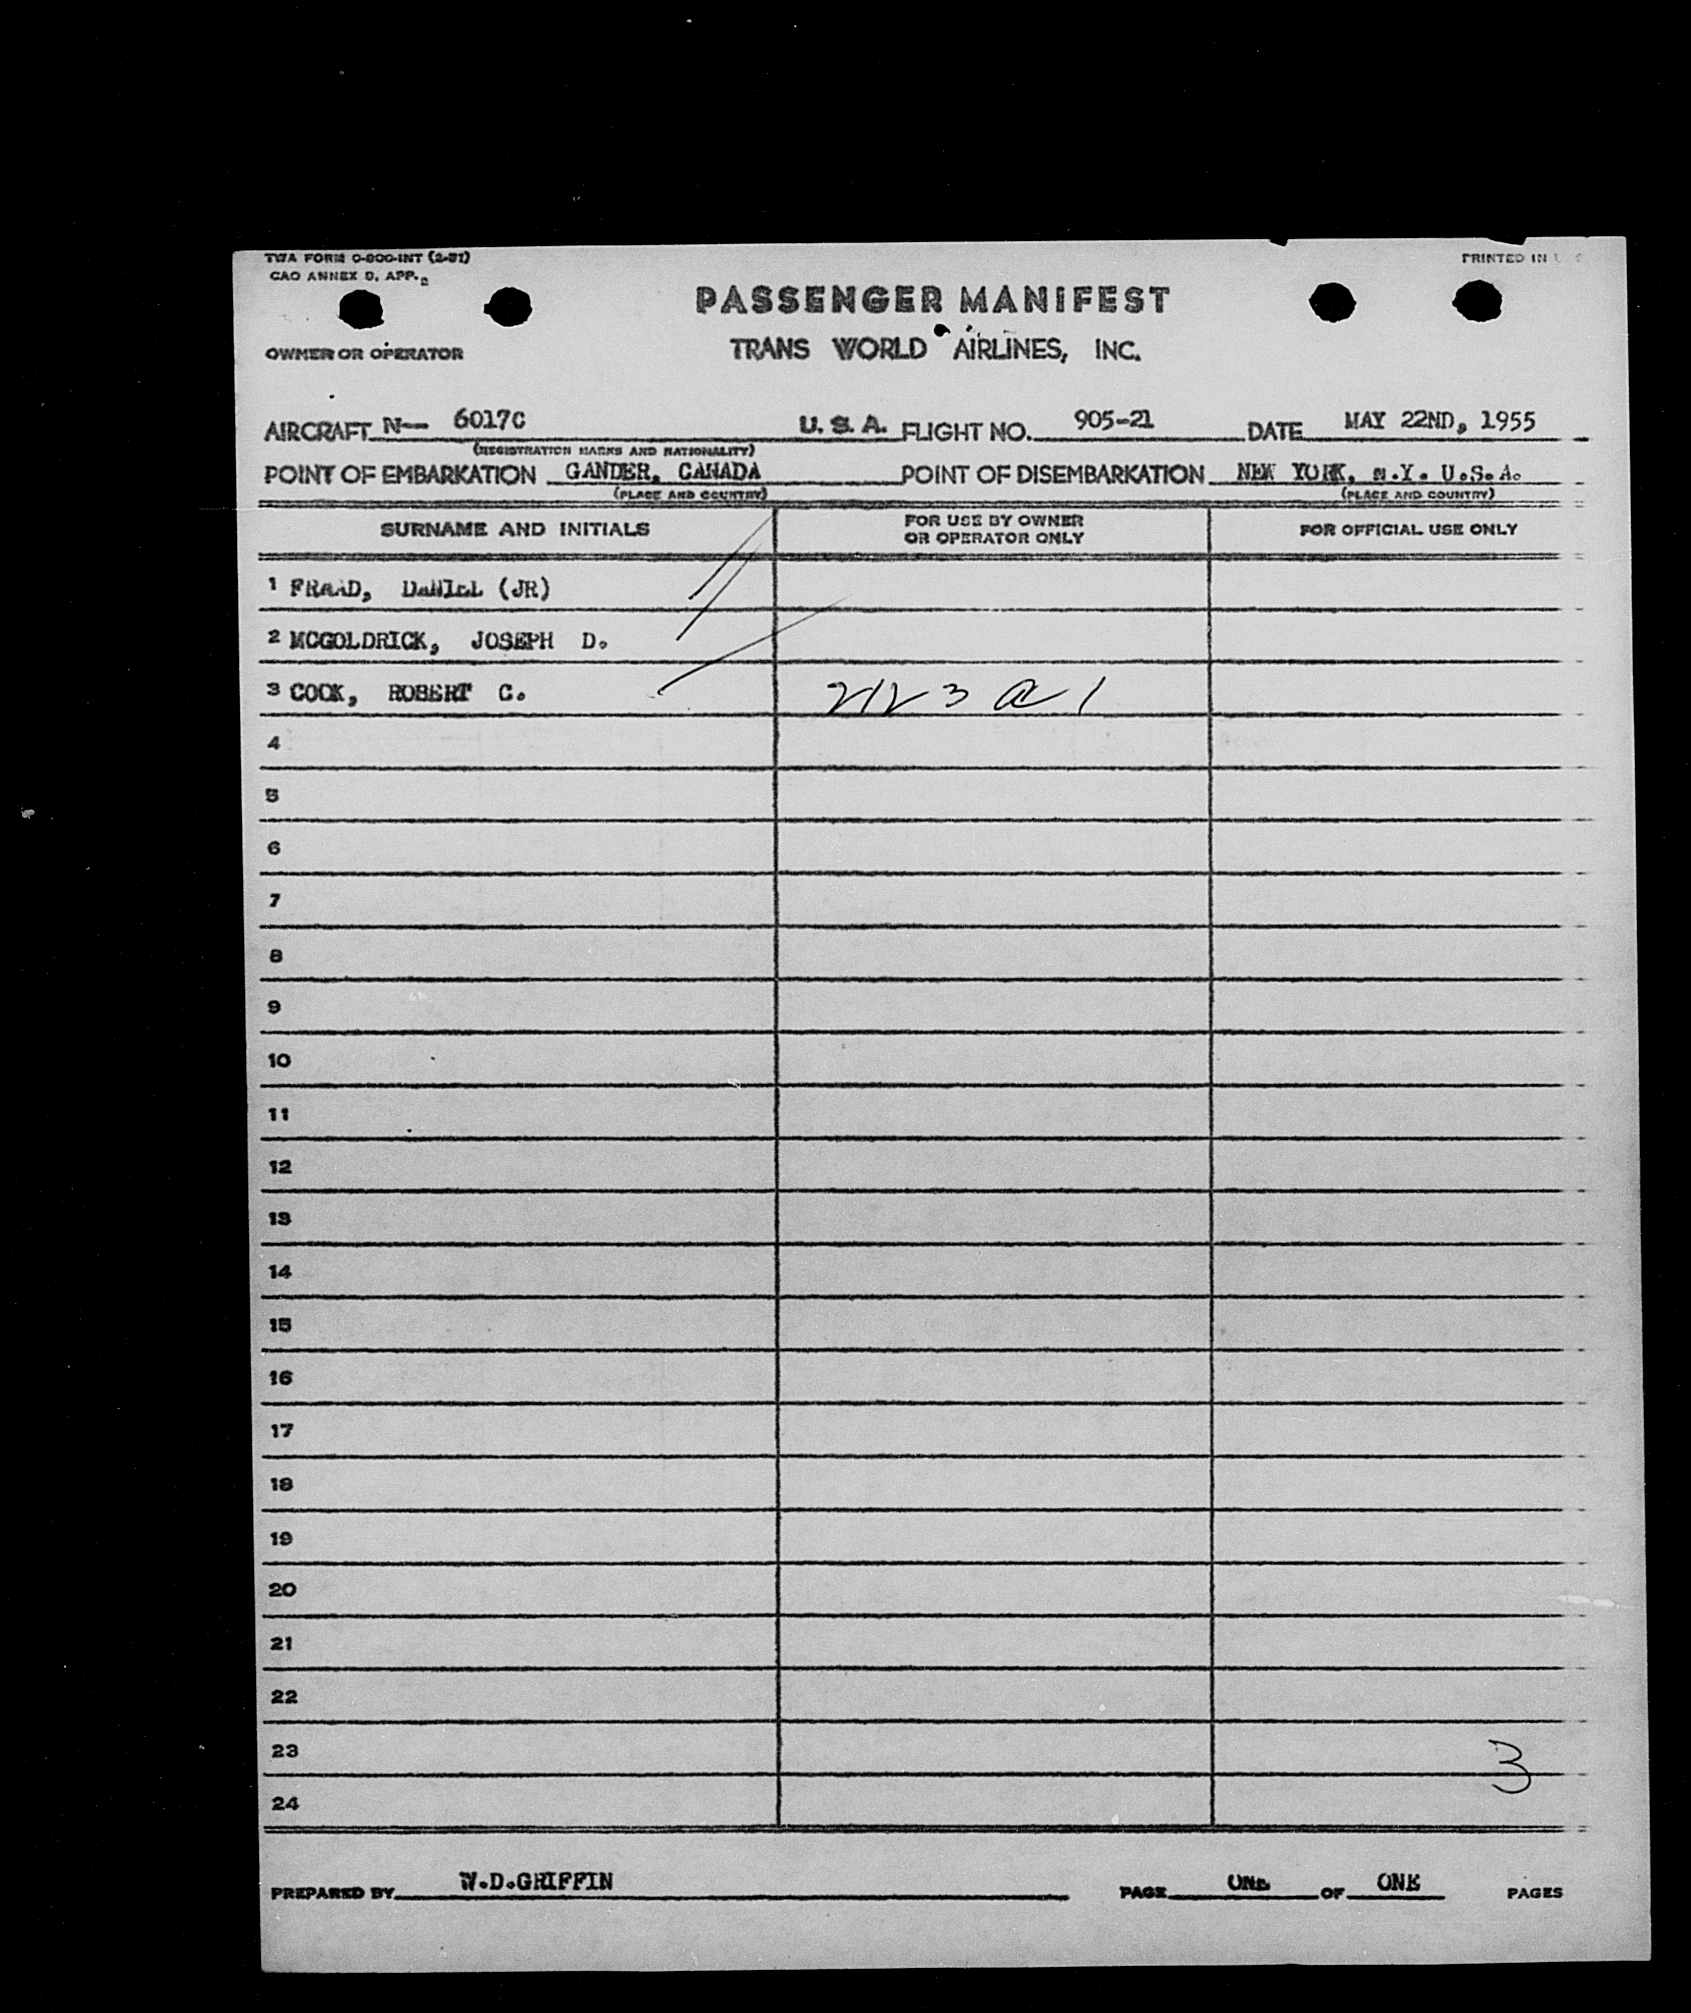 TWA FORM O-800-INT (2-51)
CAO ANNEX D, APP.
PRINTED IN
PASSENGER MANIFEST
OWNER OR OPERATOR
TRANS WORLD AIRLINES, INC.
AIRCRAFT N-- 6017C U. S. A. FLIGHT NO. 905-21 DATE MAY 22ND, 1955
(REGISTRATION MARKS AND NATIONALITY)
POINT OF EMBARKATION GANDER, CANADA POINT OF DISEMBARKATION NEW YORK, N.Y. U.S.A.
(PLACE AND COUNTRY) (PLACE AND COUNTRY)
SURNAME AND INITIALS FOR USE BY OWNER OR OPERATOR ONLY FOR OFFICIAL USE ONLY
1 FRAAD, DANIEL (JR)
2 MCGOLDRICK, JOSEPH D.
3 COCK, ROBERT C.
4
5
6
7
8
9
10
11
12
13
14
15
16
17
18
19
20
21
22
23
3
24
PREPARED BY W.D.GRIFFIN PAGE ONE OF ONE PAGES